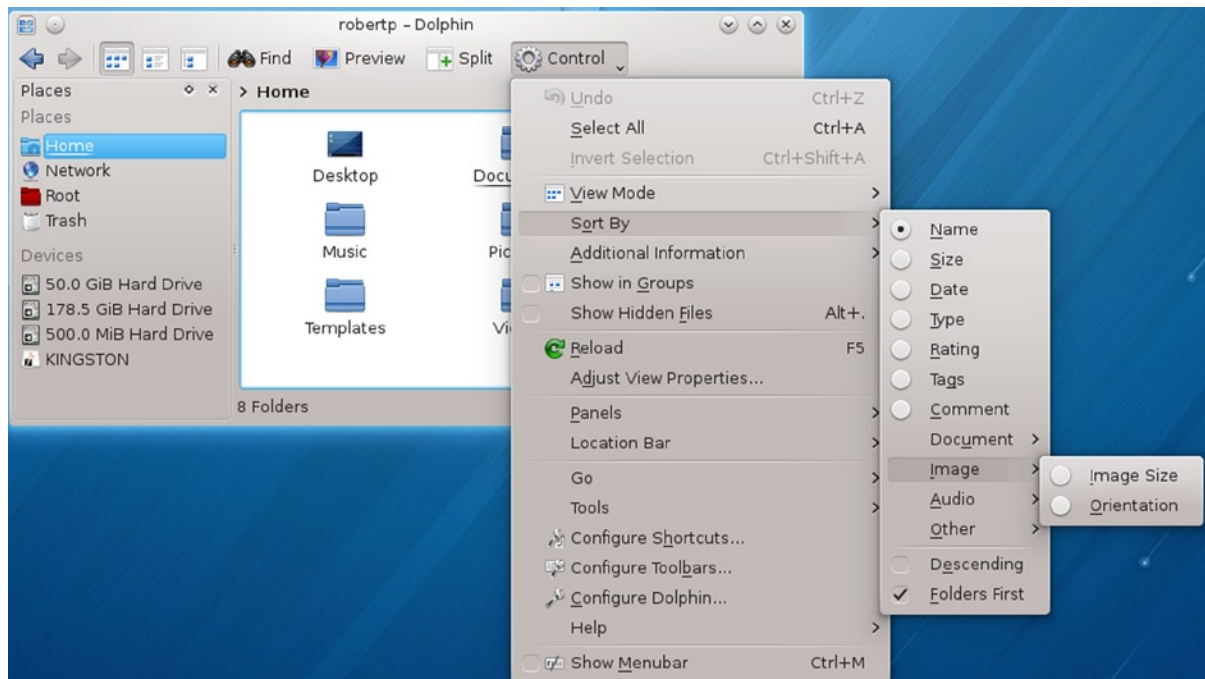 robertp – Dolphin
Find Preview Split Control
Places
Places
Home
Network
Root
Trash
Devices
50.0 GiB Hard Drive
178.5 GiB Hard Drive
500.0 MiB Hard Drive
KINGSTON
> Home
Desktop
Music
Templates
8 Folders
Undo Ctrl+Z
Select All Ctrl+A
Invert Selection Ctrl+Shift+A
View Mode
Sort By
Additional Information
Show in Groups
Show Hidden Files Alt+.
Reload F5
Adjust View Properties...
Panels
Location Bar
Go
Tools
Configure Shortcuts...
Configure Toolbars...
Configure Dolphin...
Help
Show Menubar Ctrl+M
Name
Size
Date
Type
Rating
Tags
Comment
Document
Image
Audio
Other
Descending
Folders First
Image Size
Orientation